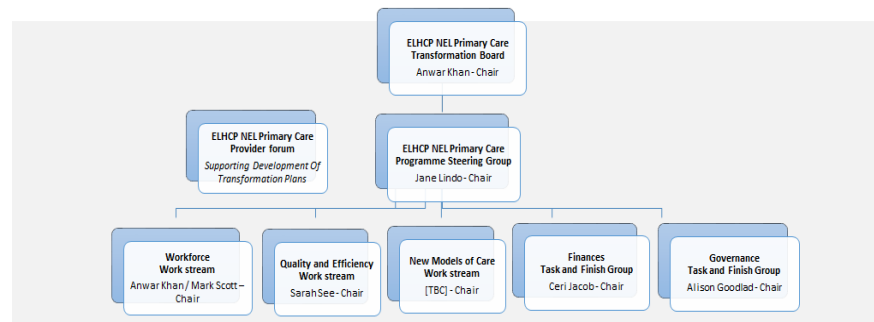 ELHCP NEL Primary Care
Transformation Board
Anwar Khan - Chair
ELHCP NEL Primary Care
Provider forum
Supporting Development Of
Transformation Plans
ELHCP NEL Primary Care
Programme Steering Group
Jane Lindo - Chair
Workforce
Work stream
Anwar Khan / Mark Scott –
Chair
Quality and Efficiency
Work stream
Sarah See - Chair
New Models of Care
Work stream
[TBC] - Chair
Finances
Task and Finish Group
Ceri Jacob - Chair
Governance
Task and Finish Group
Alison Goodlad - Chair